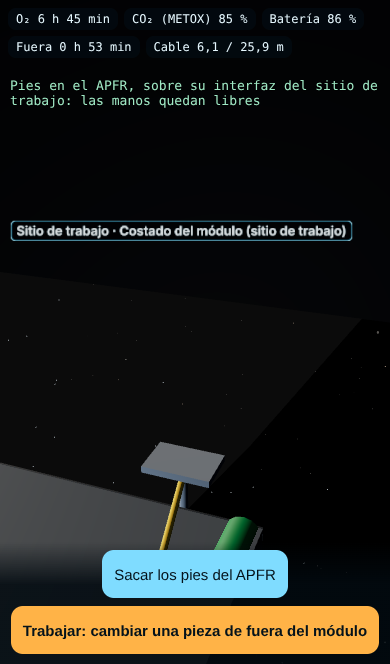 O₂ 6 h 45 min
CO₂ (METOX) 85 %
Batería 86 %
Fuera 0 h 53 min
Cable 6,1 / 25,9 m
Pies en el APFR, sobre su interfaz del sitio de
trabajo: las manos quedan libres
Sitio de trabajo · Costado del módulo (sitio de trabajo)
Sacar los pies del APFR
Trabajar: cambiar una pieza de fuera del módulo